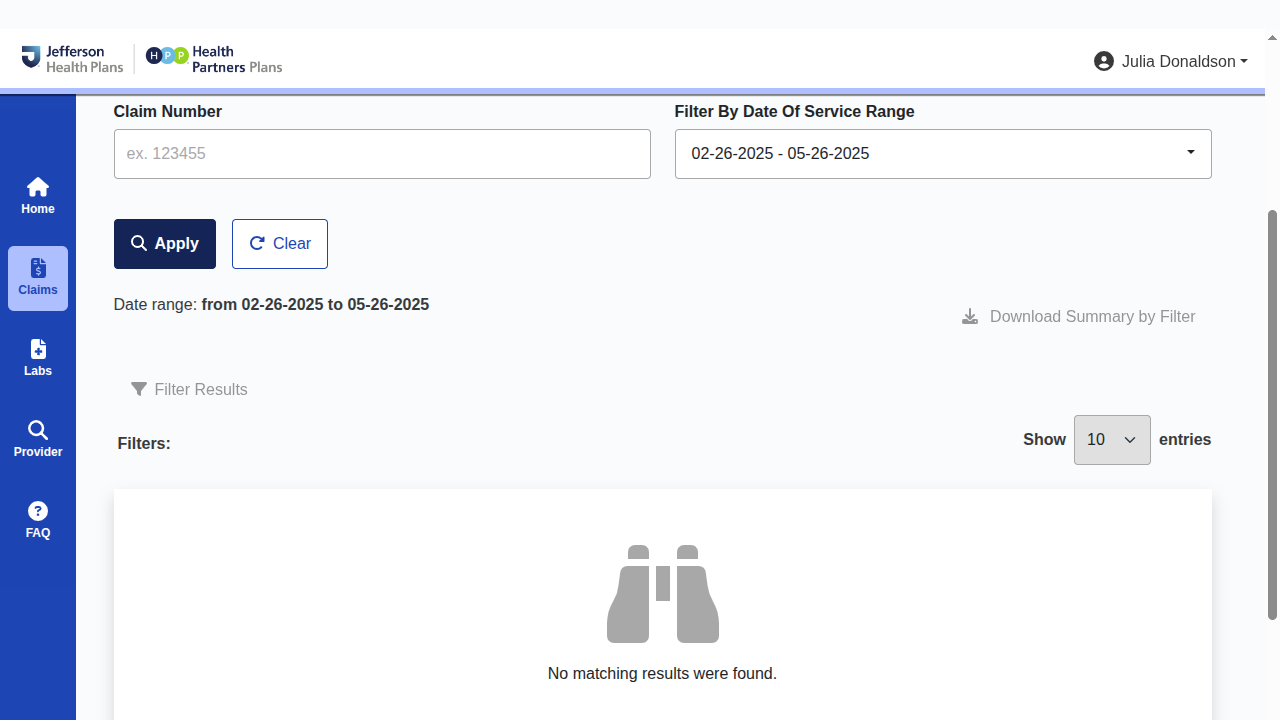 Jefferson
Health Plans
HPP Health
Partners Plans
Julia Donaldson
Claim Number
Filter By Date Of Service Range
ex. 123455
02-26-2025 - 05-26-2025
Home
Apply
Clear
Claims
Date range: from 02-26-2025 to 05-26-2025
Download Summary by Filter
Labs
Filter Results
Provider
Filters:
Show 10 entries
FAQ
No matching results were found.